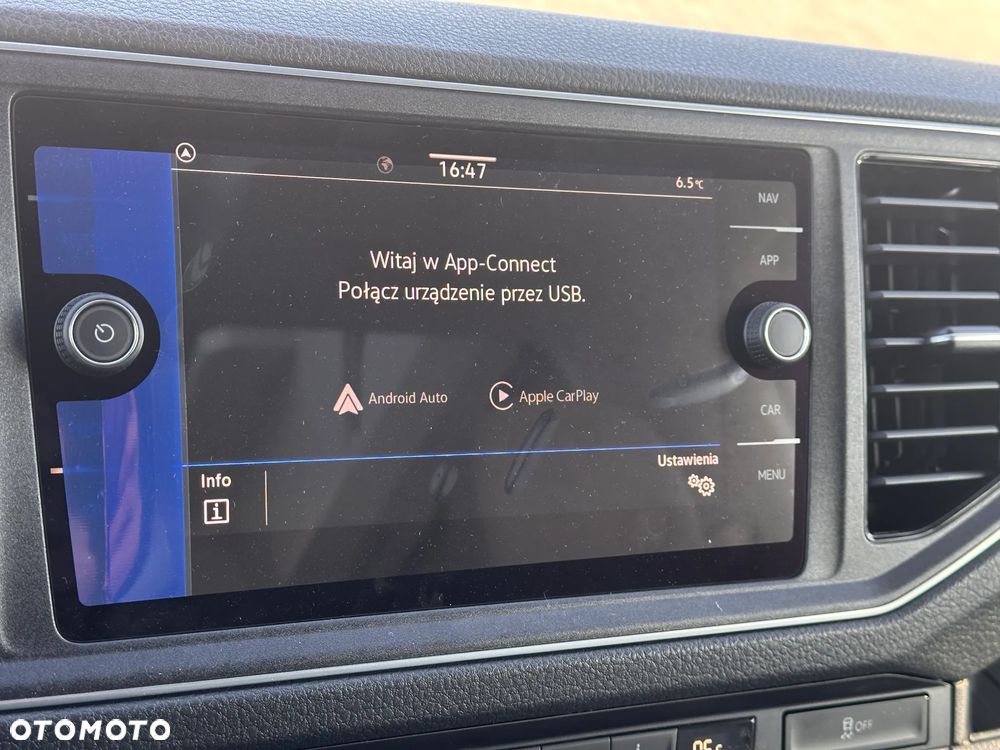 16:47
6.5°C
NAV
Witaj w App-Connect
Połącz urządzenie przez USB.
APP
Android Auto
Apple CarPlay
CAR
Info
i
Ustawienia
MENU
OTOMOTO
OFF